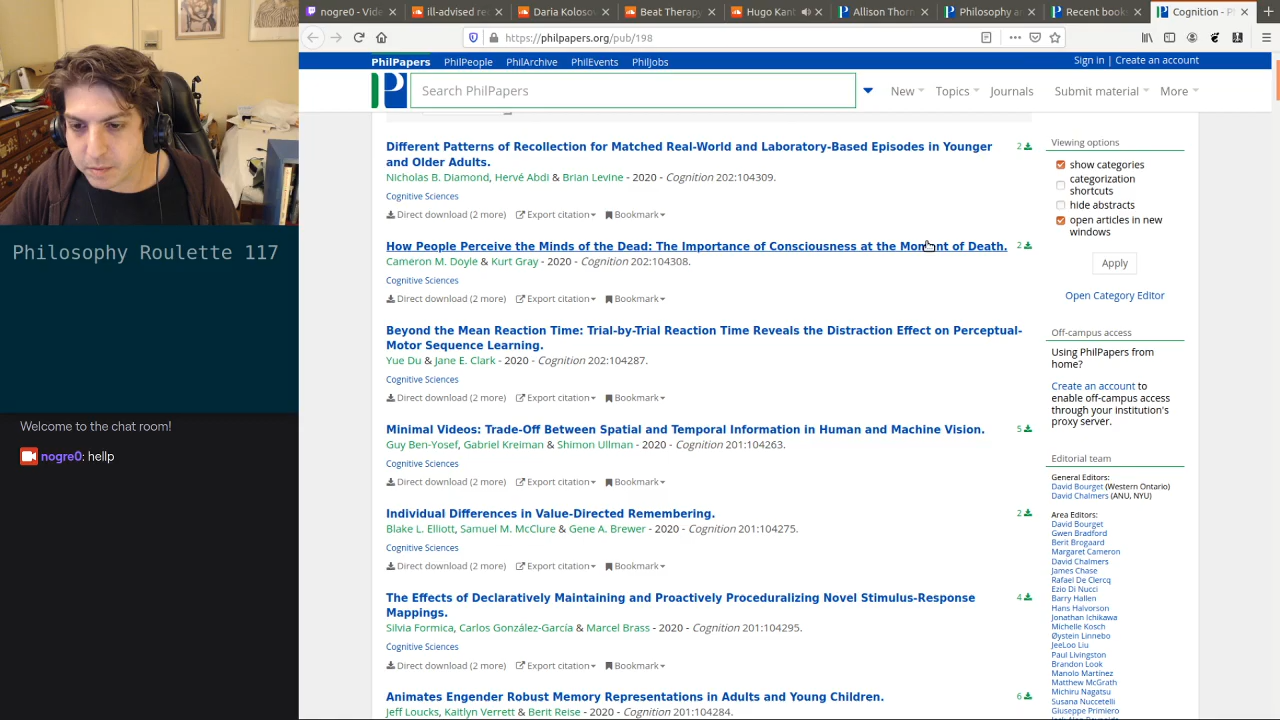 nogre0 - Vide
ill-advised re
Daria Koloso
Beat Therapy
Hugo Kant
Allison Thorn
Philosophy a
Recent book
Cognition - P
https://philpapers.org/pub/198
PhilPapers
PhilPeople
PhilArchive
PhilEvents
PhilJobs
Sign in | Create an account
Search PhilPapers
New
Topics
Journals
Submit material
More
Different Patterns of Recollection for Matched Real-World and Laboratory-Based Episodes in Younger
and Older Adults.
2
Nicholas B. Diamond, Hervé Abdi & Brian Levine - 2020 - Cognition 202:104309.
Cognitive Sciences
Direct download (2 more) Export citation Bookmark
How People Perceive the Minds of the Dead: The Importance of Consciousness at the Moment of Death.
2
Cameron M. Doyle & Kurt Gray - 2020 - Cognition 202:104308.
Cognitive Sciences
Direct download (2 more) Export citation Bookmark
Beyond the Mean Reaction Time: Trial-by-Trial Reaction Time Reveals the Distraction Effect on Perceptual-
Motor Sequence Learning.
Yue Du & Jane E. Clark - 2020 - Cognition 202:104287.
Cognitive Sciences
Direct download (2 more) Export citation Bookmark
Minimal Videos: Trade-Off Between Spatial and Temporal Information in Human and Machine Vision.
5
Guy Ben-Yosef, Gabriel Kreiman & Shimon Ullman - 2020 - Cognition 201:104263.
Cognitive Sciences
Direct download (2 more) Export citation Bookmark
Individual Differences in Value-Directed Remembering.
2
Blake L. Elliott, Samuel M. McClure & Gene A. Brewer - 2020 - Cognition 201:104275.
Cognitive Sciences
Direct download (2 more) Export citation Bookmark
The Effects of Declaratively Maintaining and Proactively Proceduralizing Novel Stimulus-Response
Mappings.
4
Silvia Formica, Carlos González-García & Marcel Brass - 2020 - Cognition 201:104295.
Cognitive Sciences
Direct download (2 more) Export citation Bookmark
Animates Engender Robust Memory Representations in Adults and Young Children.
6
Jeff Loucks, Kaitlyn Verrett & Berit Reise - 2020 - Cognition 201:104284.
Viewing options
show categories
categorization
shortcuts
hide abstracts
open articles in new
windows
Apply
Open Category Editor
Off-campus access
Using PhilPapers from
home?
Create an account to
enable off-campus access
through your institution's
proxy server.
Editorial team
General Editors:
David Bourget (Western Ontario)
David Chalmers (ANU, NYU)
Area Editors:
David Bourget
Gwen Bradford
Berit Brogaard
Margaret Cameron
David Chalmers
James Chase
Rafael De Clercq
Ezio Di Nucci
Barry Hallen
Hans Halvorson
Jonathan Ichikawa
Michelle Kosch
Øystein Linnebo
JeeLoo Liu
Paul Livingston
Brandon Look
Manolo Martínez
Matthew McGrath
Michiru Nagatsu
Susana Nuccetelli
Giuseppe Primiero
Philosophy Roulette 117
Welcome to the chat room!
nogre0: hellp